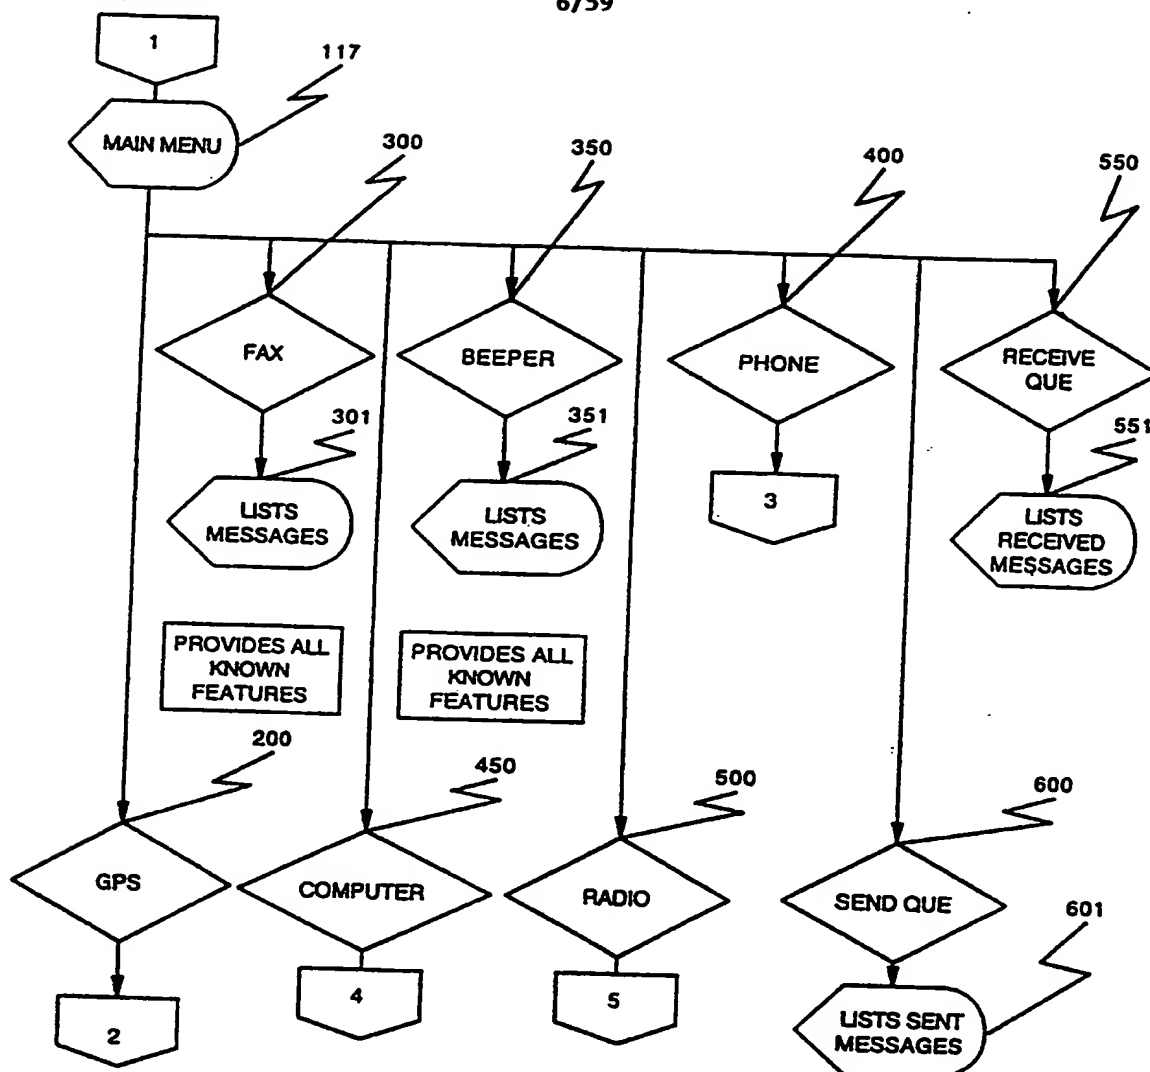 6/59
1
117
MAIN MENU
300
350
400
550
FAX
BEEPER
PHONE
RECEIVE
QUE
301
351
551
LISTS
MESSAGES
LISTS
MESSAGES
3
LISTS
RECEIVED
MESSAGES
PROVIDES ALL
KNOWN
FEATURES
PROVIDES ALL
KNOWN
FEATURES
200
450
500
600
GPS
COMPUTER
RADIO
SEND QUE
601
2
4
5
LISTS SENT
MESSAGES